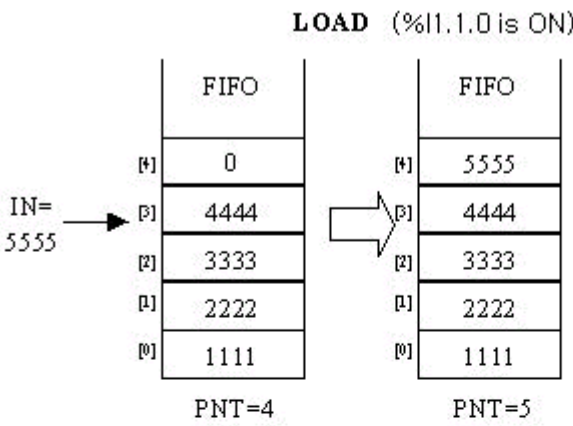 LOAD (%I1.1.0 is ON)
FIFO FIFO
[4] 0 [4] 5555
IN= [3] 4444 [3] 4444
5555
[2] 3333 [2] 3333
[1] 2222 [1] 2222
[0] 1111 [0] 1111
PNT=4 PNT=5